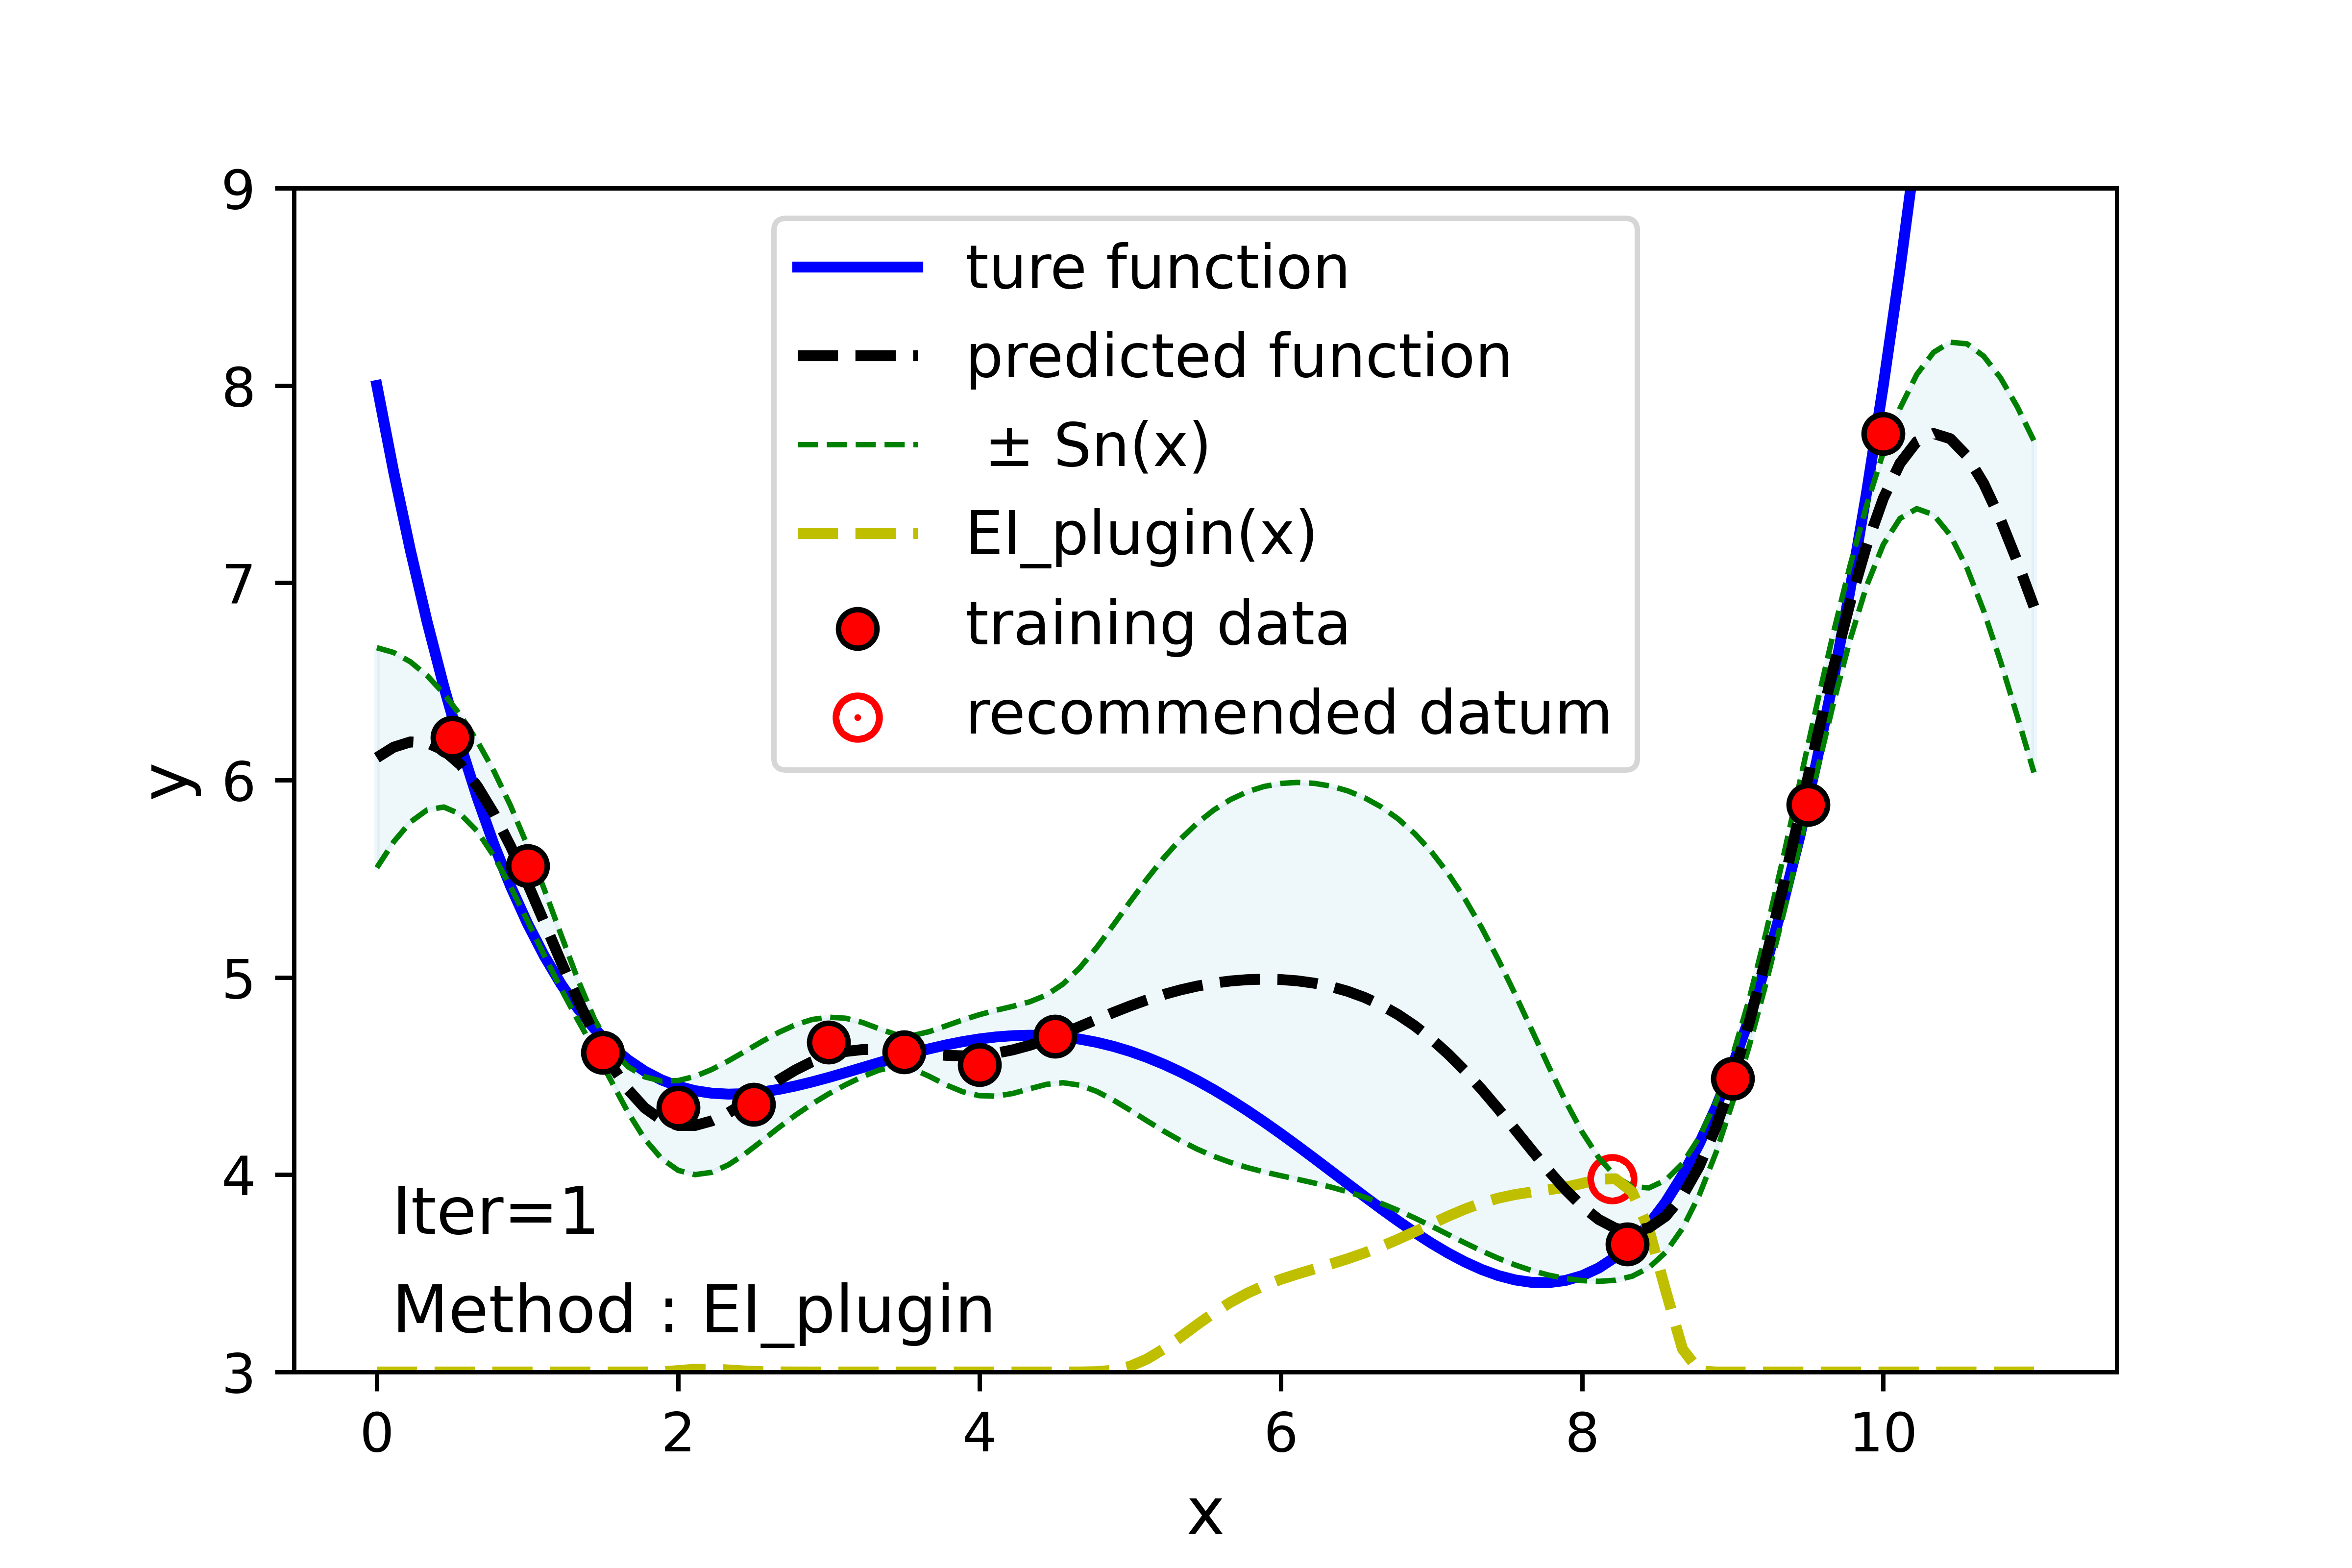 9
8
7
6
5
4
3
y
ture function
predicted function
± Sn(x)
EI_plugin(x)
training data
recommended datum
Iter=1
Method : EI_plugin
0 2 4 6 8 10
x